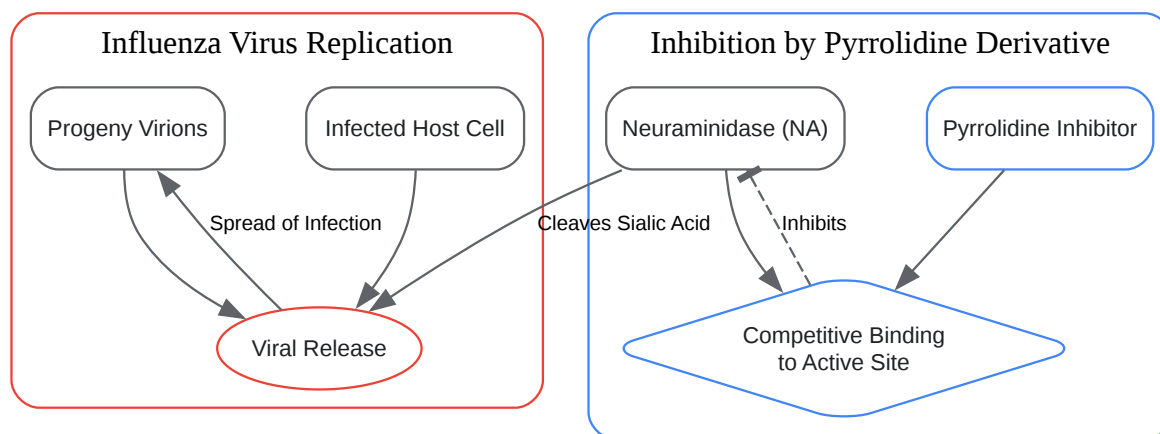 Influenza Virus Replication
Inhibition by Pyrrolidine Derivative
Progeny Virions
Infected Host Cell
Neuraminidase (NA)
Pyrrolidine Inhibitor
Spread of Infection
Cleaves Sialic Acid
Inhibits
Viral Release
Competitive Binding
to Active Site